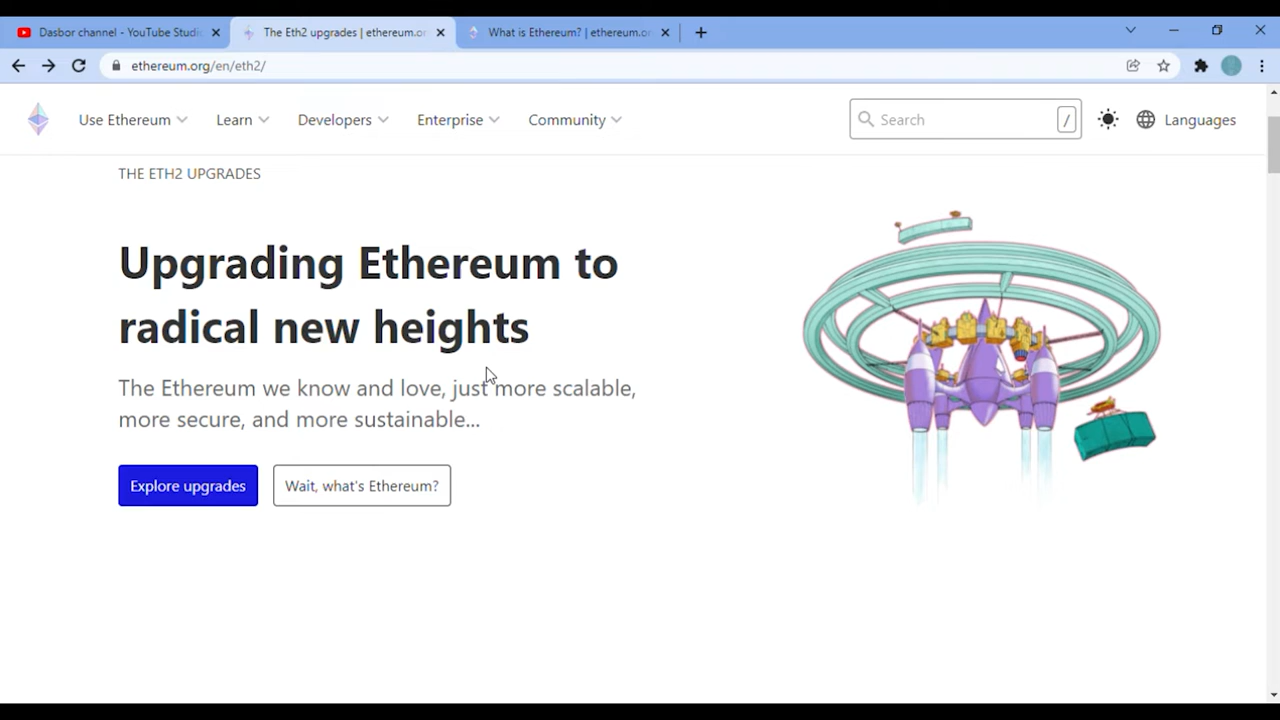 Dasbor channel - YouTube Studi
The Eth2 upgrades | ethereum.or
What is Ethereum? | ethereum.or
ethereum.org/en/eth2/
Use Ethereum
Learn
Developers
Enterprise
Community
Search
/
Languages
THE ETH2 UPGRADES
Upgrading Ethereum to
radical new heights
The Ethereum we know and love, just more scalable,
more secure, and more sustainable...
Explore upgrades
Wait, what's Ethereum?